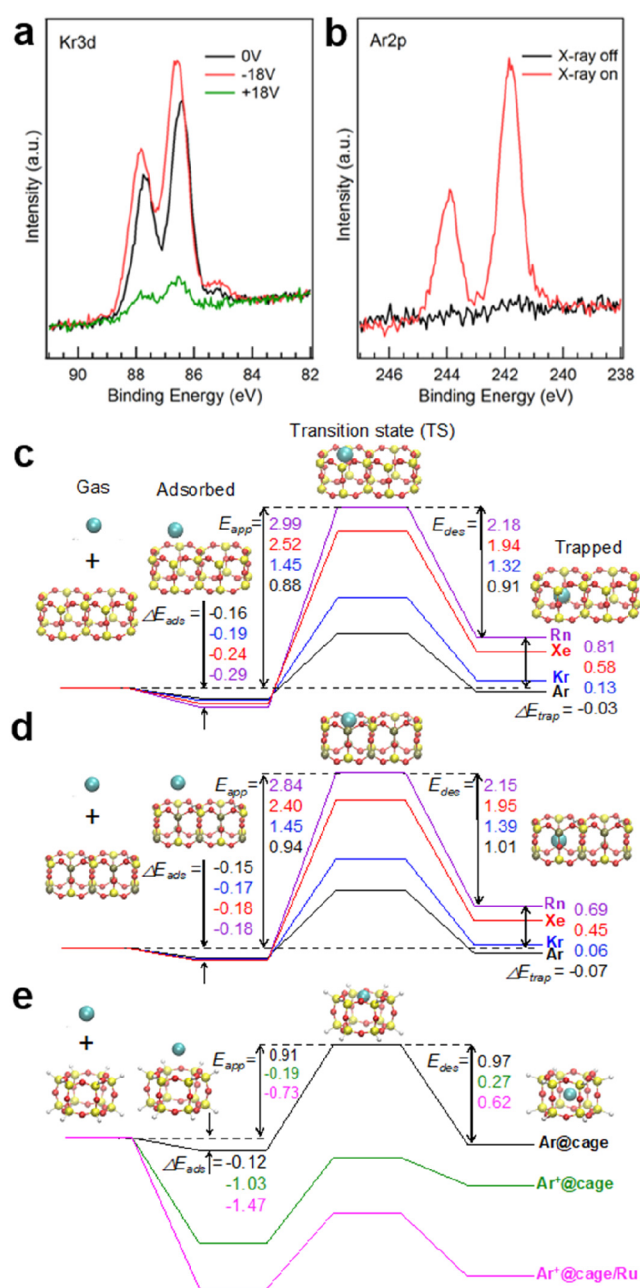 a
Kr3d
0V
-18V
+18V
Intensity (a.u.)
90 88 86 84 82
Binding Energy (eV)
b
Ar2p
X-ray off
X-ray on
Intensity (a.u.)
246 244 242 240 238
Binding Energy (eV)
c
Transition state (TS)
Gas
Adsorbed
+
Eapp= 2.99
2.52
1.45
0.88
Edes= 2.18
1.94
1.32
0.91
Trapped
ΔEads = -0.16
-0.19
-0.24
-0.29
Rn 0.81
Xe 0.58
Kr 0.13
Ar
ΔEtrap = -0.03
d
+
Eapp= 2.84
2.40
1.45
0.94
Edes= 2.15
1.95
1.39
1.01
ΔEads = -0.15
-0.17
-0.18
-0.18
Rn 0.69
Xe 0.45
Kr 0.06
Ar
ΔEtrap = -0.07
e
+
Eapp= 0.91
-0.19
-0.73
Edes= 0.97
0.27
0.62
Ar@cage
ΔEads= -0.12
-1.03
-1.47
Ar⁺@cage
Ar⁺@cage/Ru